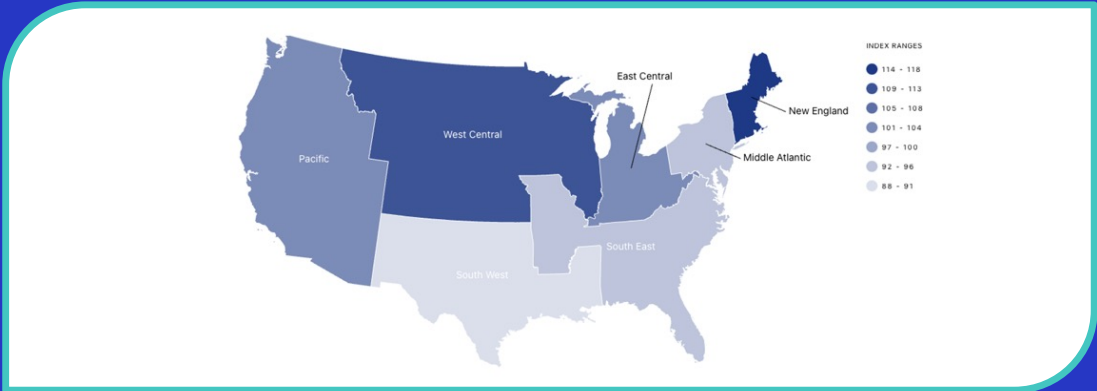 INDEX RANGES
114 - 118
109 - 113
105 - 108
101 - 104
97 - 100
92 - 96
88 - 91
East Central
New England
West Central
Pacific
Middle Atlantic
South East
South West